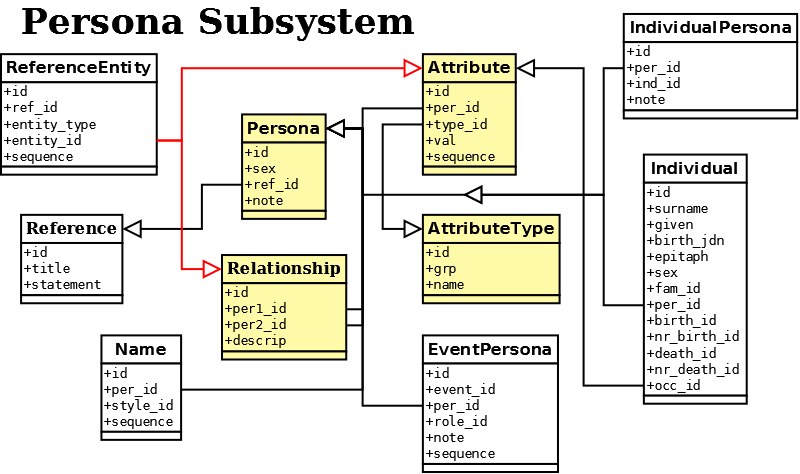 Persona Subsystem
ReferenceEntity
+id
+ref_id
+entity_type
+entity_id
+sequence
Persona
+id
+sex
+ref_id
+note
Reference
+id
+title
+statement
Relationship
+id
+per1_id
+per2_id
+descrip
Name
+id
+per_id
+style_id
+sequence
Attribute
+id
+per_id
+type_id
+val
+sequence
AttributeType
+id
+grp
+name
EventPersona
+id
+event_id
+per_id
+role_id
+note
+sequence
IndividualPersona
+id
+per_id
+ind_id
+note
Individual
+id
+surname
+given
+birth_jdn
+epitaph
+sex
+fam_id
+per_id
+birth_id
+nr_birth_id
+death_id
+nr_death_id
+occ_id